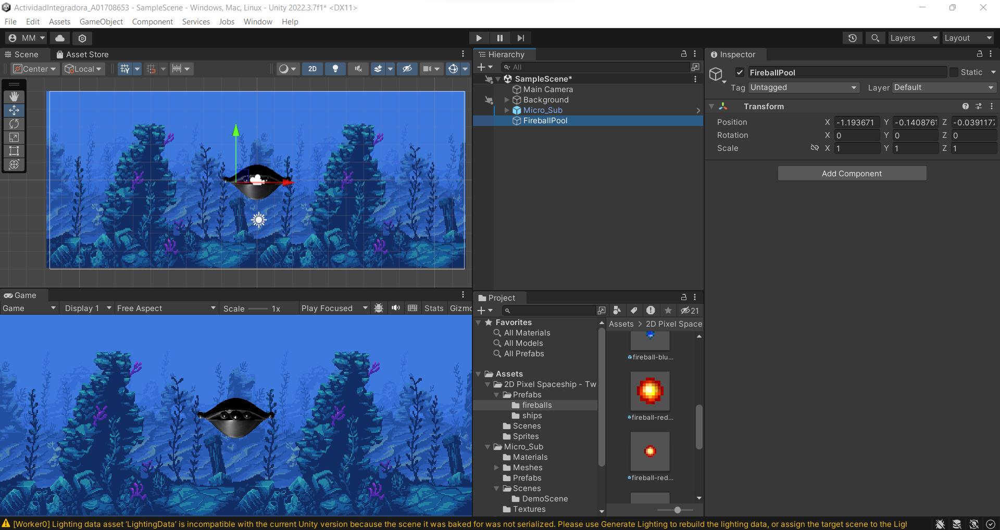 ActividadIntegradora_A01708653 - SampleScene - Windows, Mac, Linux - Unity 2022.3.7f1* <DX11>
File Edit Assets GameObject Component Services Jobs Window Help
MM Layers Layout
Scene Asset Store
Center Local 2D
Game
Game Display 1 Free Aspect Scale 1x Play Focused Stats Gizmo
Hierarchy
All
SampleScene*
Main Camera
Background
Micro_Sub
FireballPool
Project
21
Favorites
All Materials
All Models
All Prefabs
Assets
2D Pixel Spaceship - Tw
Prefabs
fireballs
ships
Scenes
Sprites
Micro_Sub
Materials
Meshes
Prefabs
Scenes
DemoScene
Textures
Assets > 2D Pixel Space
fireball-blu...
fireball-red...
fireball-red...
Inspector
FireballPool Static
Tag Untagged Layer Default
Transform
Position X -1.193671 Y -0.1408761 Z -0.0391177
Rotation X 0 Y 0 Z 0
Scale X 1 Y 1 Z 1
Add Component
[Worker0] Lighting data asset ‘LightingData’ is incompatible with the current Unity version because the scene it was baked for was not serialized. Please use Generate Lighting to rebuild the lighting data, or assign the target scene to the Ligl